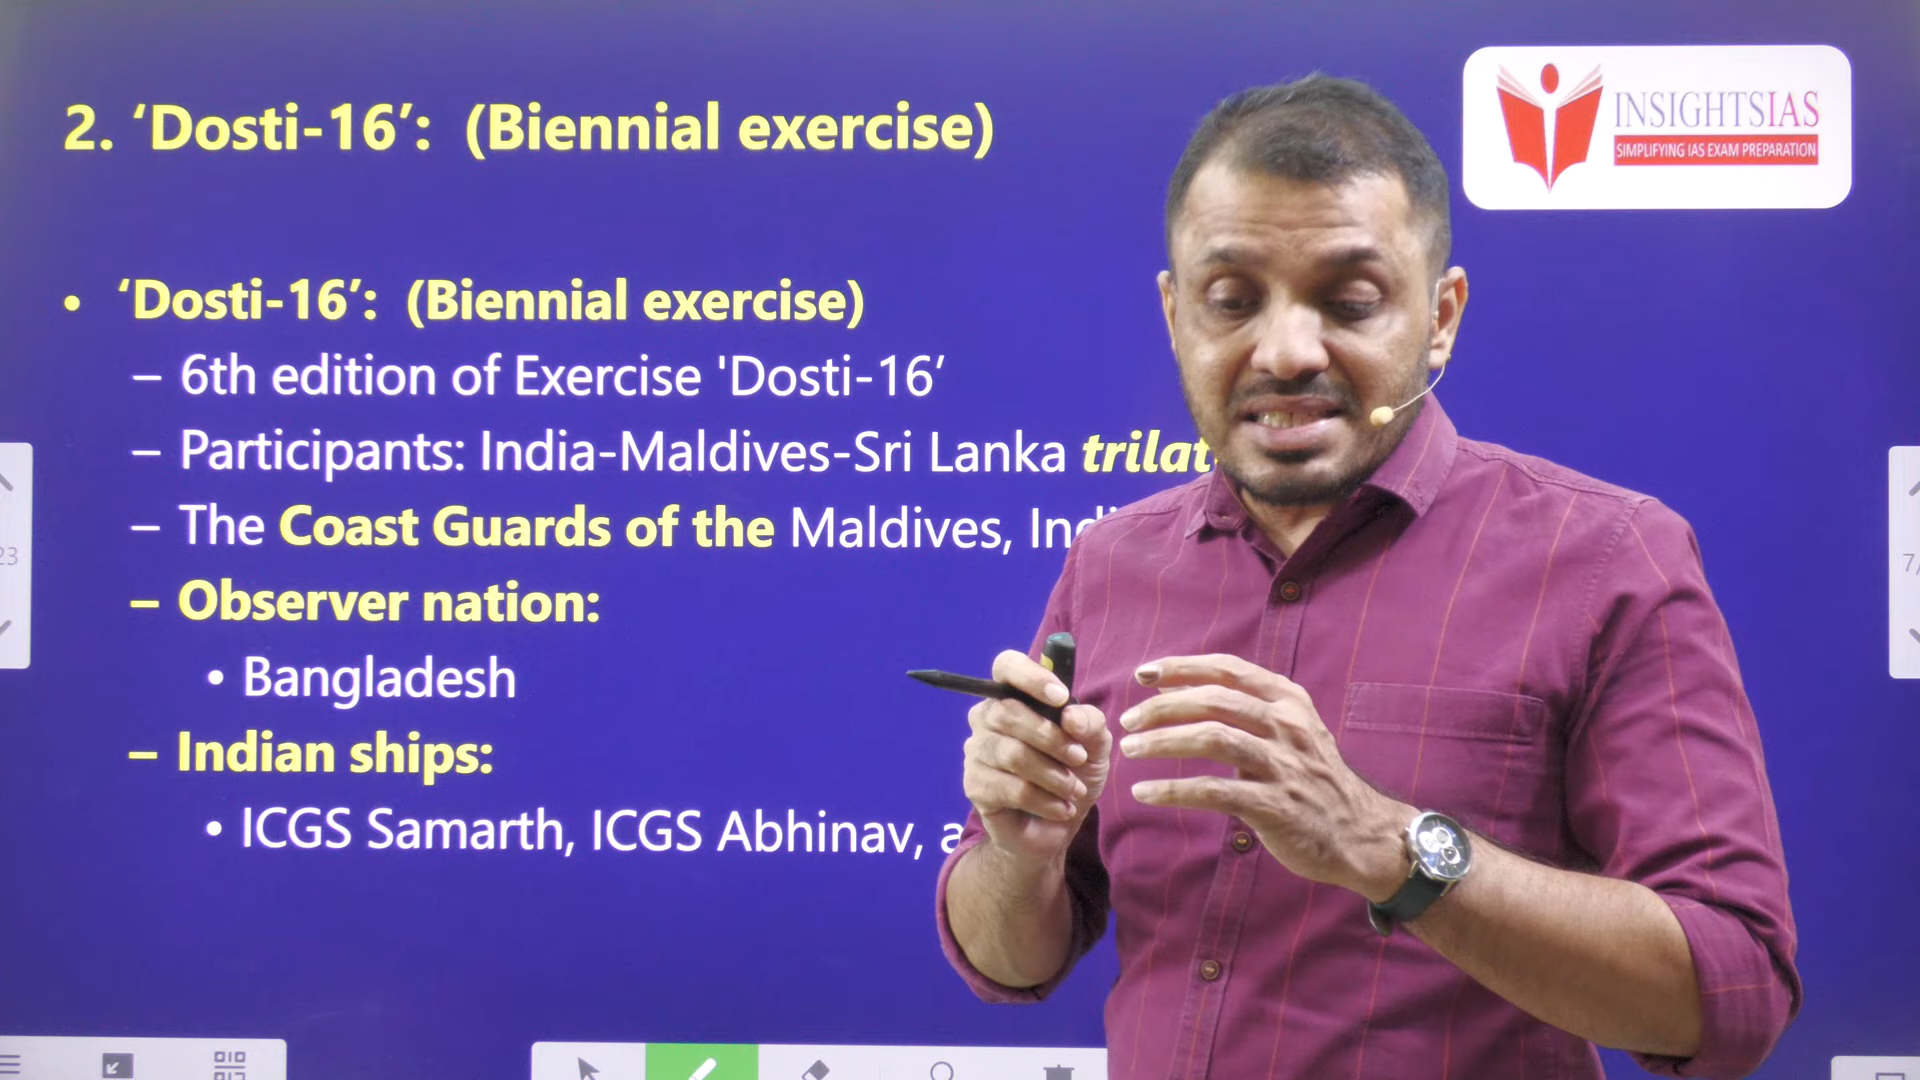 2. ‘Dosti-16’: (Biennial exercise)
INSIGHTSIAS
SIMPLIFYING IAS EXAM PREPARATION
• ‘Dosti-16’: (Biennial exercise)
– 6th edition of Exercise 'Dosti-16’
– Participants: India-Maldives-Sri Lanka
– The Coast Guards of the Maldives,
– Observer nation:
• Bangladesh
– Indian ships:
• ICGS Samarth, ICGS Abhinav,
23
7/